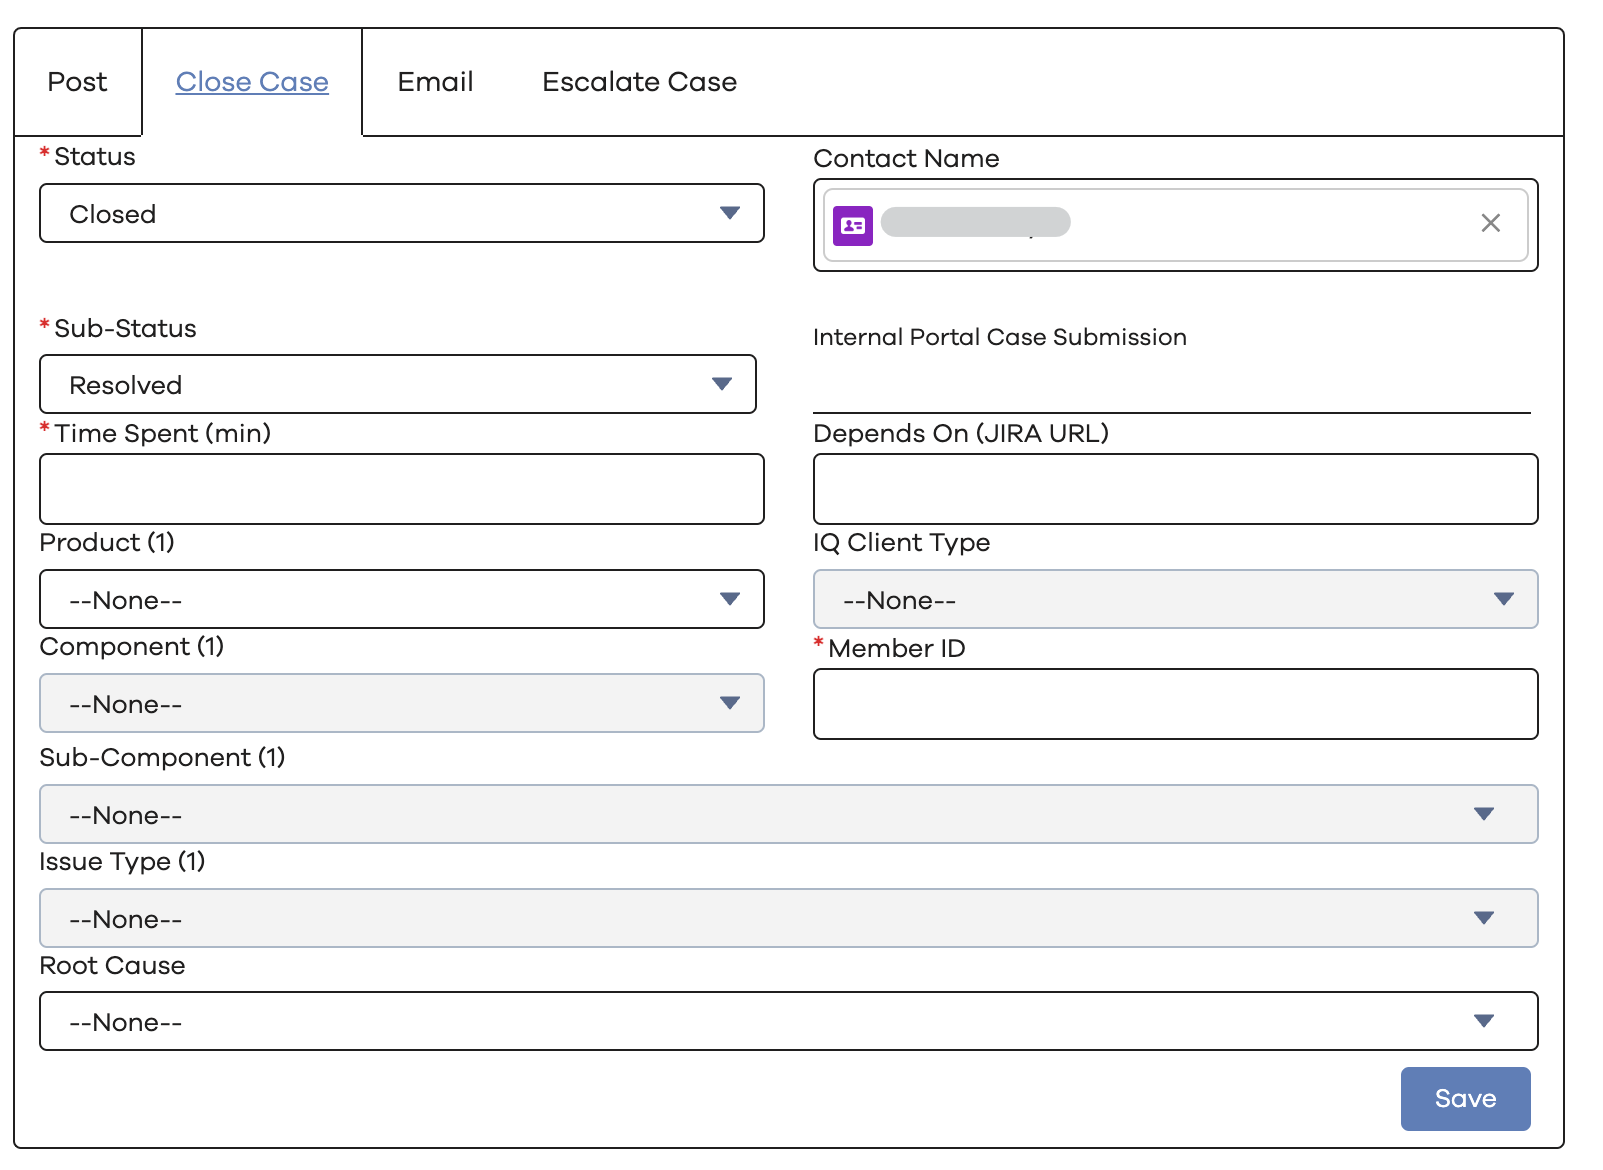 Post
Close Case
Email
Escalate Case
*Status
Closed
Contact Name
*Sub-Status
Resolved
Internal Portal Case Submission
*Time Spent (min)
Depends On (JIRA URL)
Product (1)
--None--
IQ Client Type
--None--
Component (1)
--None--
*Member ID
Sub-Component (1)
--None--
Issue Type (1)
--None--
Root Cause
--None--
Save